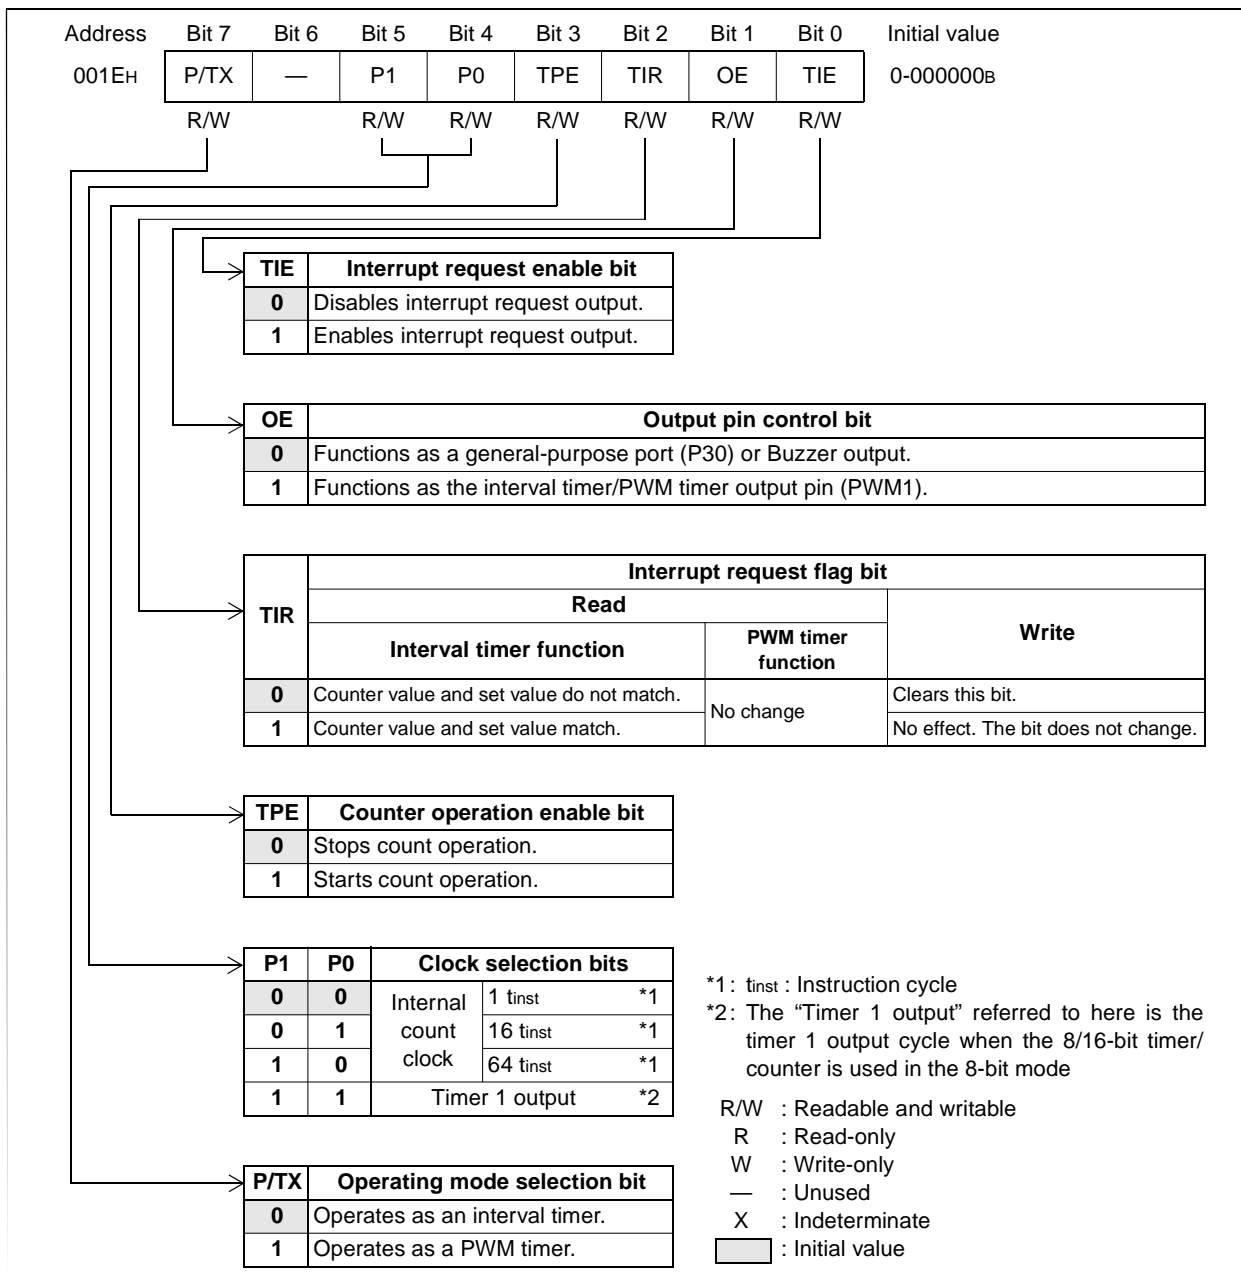 Address Bit 7 Bit 6 Bit 5 Bit 4 Bit 3 Bit 2 Bit 1 Bit 0 Initial value
001EH P/TX — P1 P0 TPE TIR OE TIE 0-000000B
R/W R/W R/W R/W R/W R/W R/W
TIE Interrupt request enable bit
0 Disables interrupt request output.
1 Enables interrupt request output.
OE Output pin control bit
0 Functions as a general-purpose port (P30) or Buzzer output.
1 Functions as the interval timer/PWM timer output pin (PWM1).
TIR Interrupt request flag bit
Read Write
Interval timer function PWM timer function
0 Counter value and set value do not match. No change Clears this bit.
1 Counter value and set value match. No effect. The bit does not change.
TPE Counter operation enable bit
0 Stops count operation.
1 Starts count operation.
P1 P0 Clock selection bits
0 0 Internal count clock 1 tinst *1
0 1 16 tinst *1
1 0 64 tinst *1
1 1 Timer 1 output *2
*1: tinst : Instruction cycle
*2: The “Timer 1 output” referred to here is the
timer 1 output cycle when the 8/16-bit timer/
counter is used in the 8-bit mode
R/W : Readable and writable
R : Read-only
W : Write-only
— : Unused
X : Indeterminate
: Initial value
P/TX Operating mode selection bit
0 Operates as an interval timer.
1 Operates as a PWM timer.